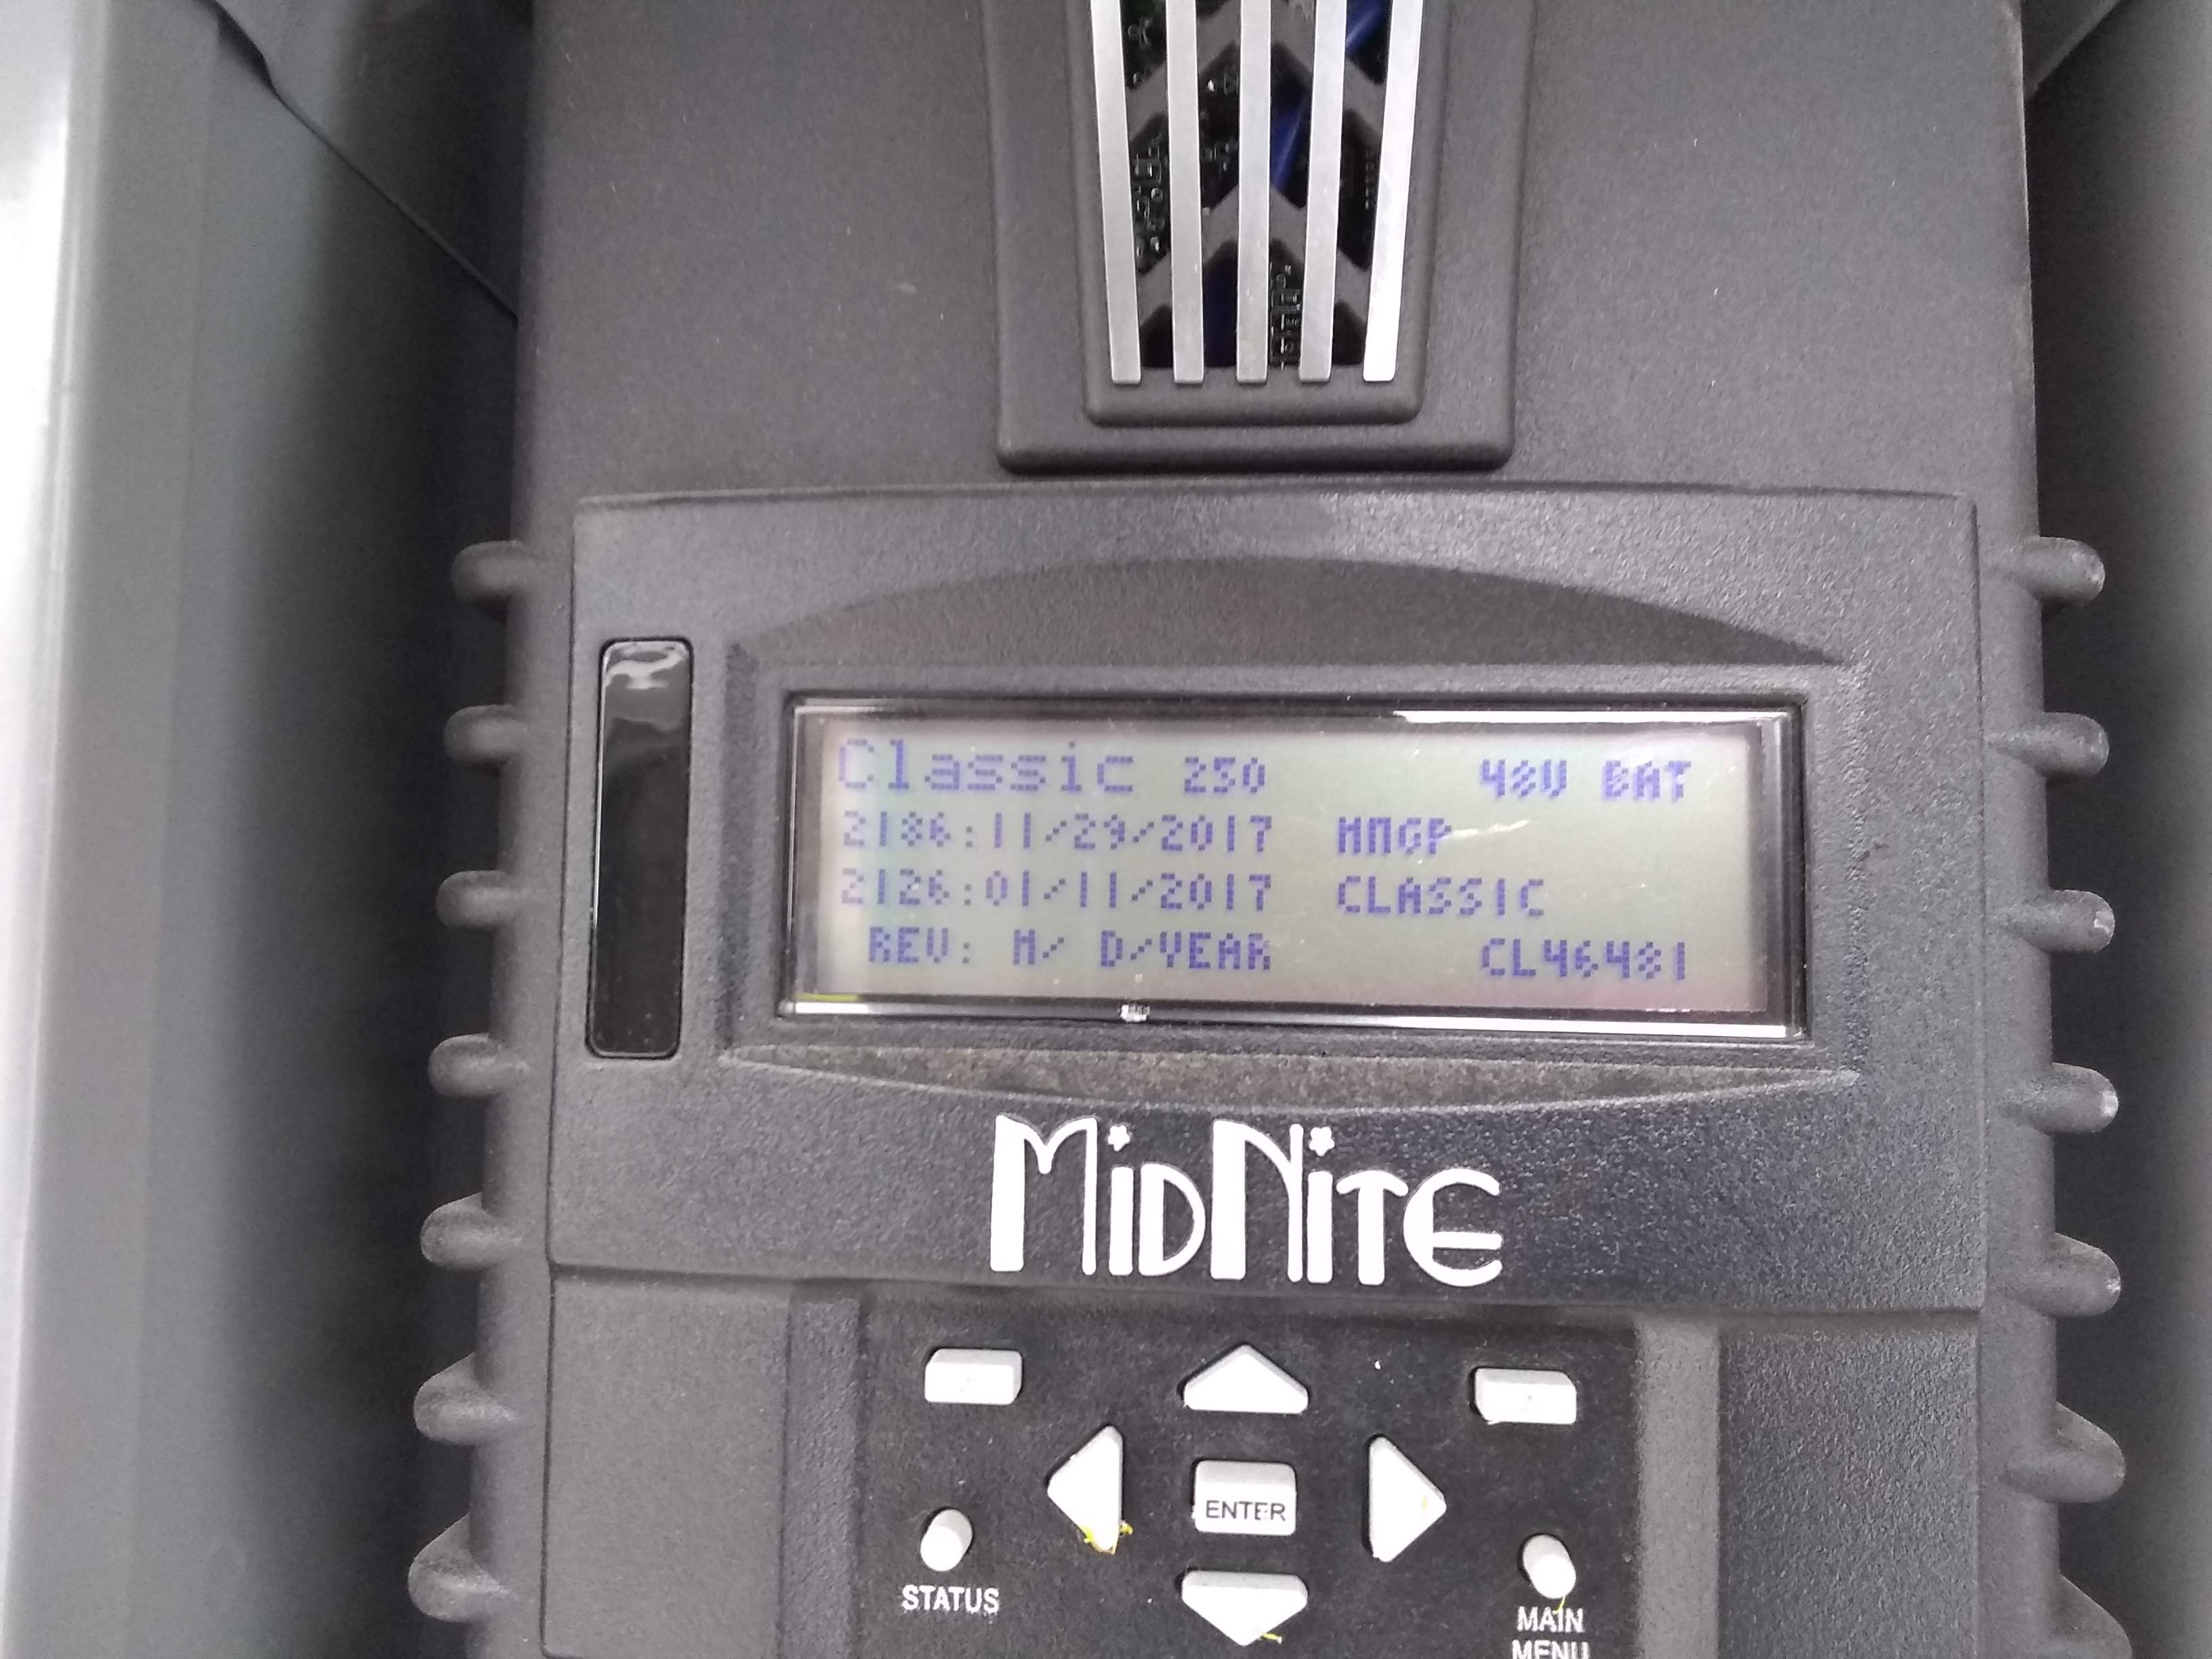 Classic 250 48V BAT
2186:11/29/2017 MNGP
2126:01/11/2017 CLASSIC
REV: M/ D/YEAR CL46481
MIDNITE
ENTER
STATUS
MAIN
MENU